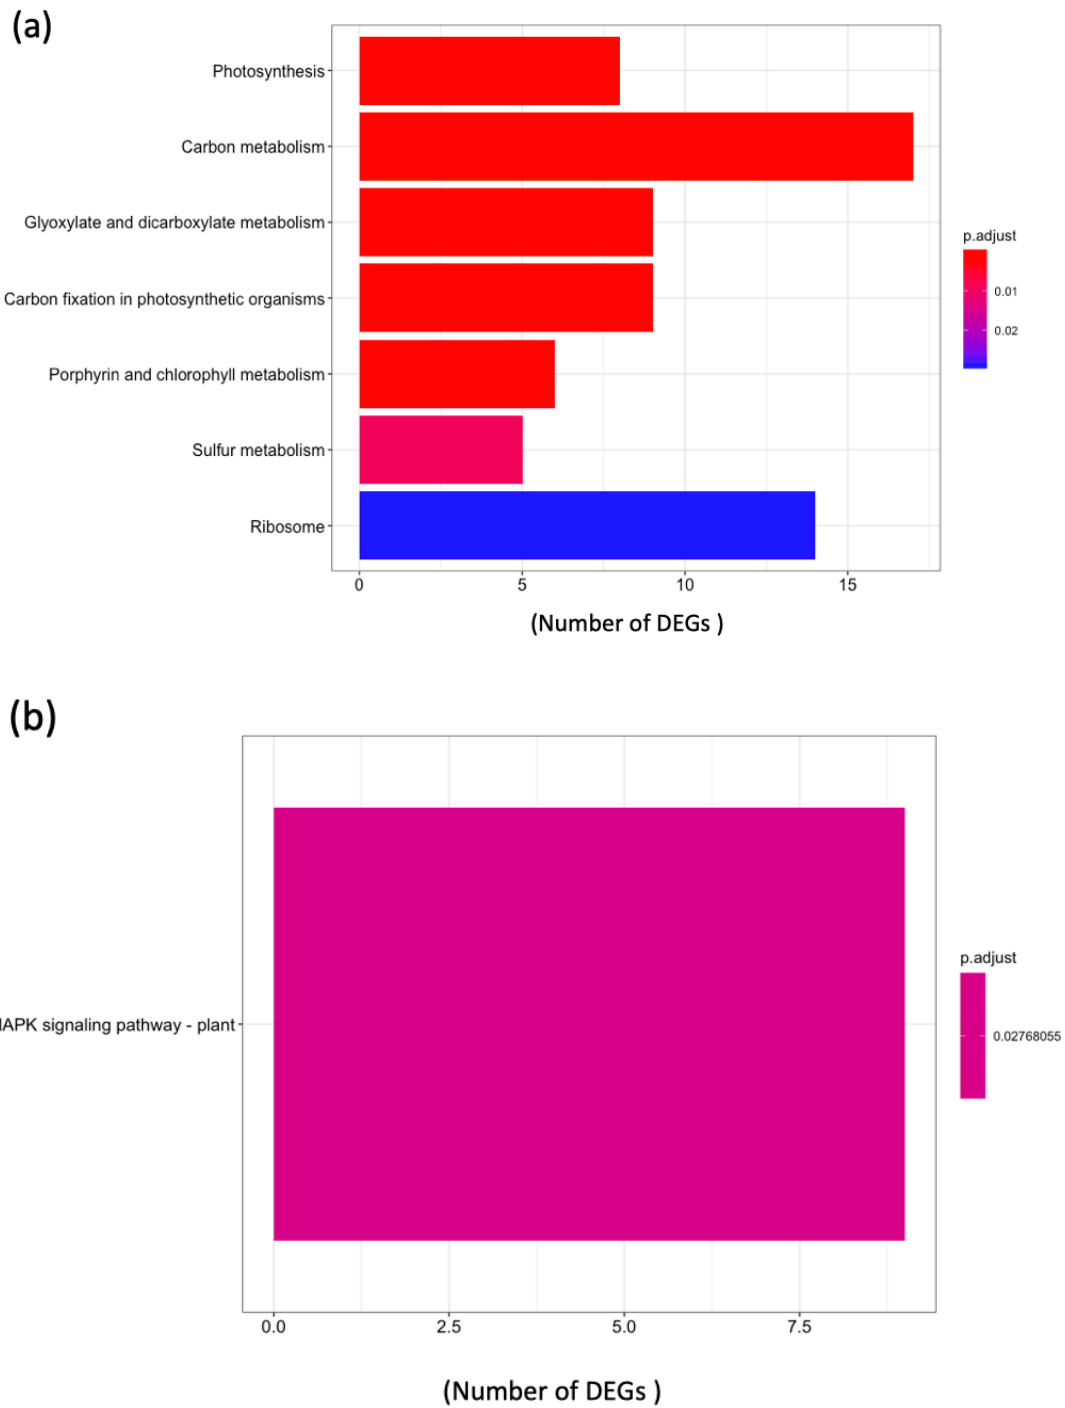 (a)
Photosynthesis
Carbon metabolism
Glyoxylate and dicarboxylate metabolism
Carbon fixation in photosynthetic organisms
Porphyrin and chlorophyll metabolism
Sulfur metabolism
Ribosome
0 5 10 15
(Number of DEGs )
p.adjust
0.01
0.02
(b)
signaling pathway - plant
0.0 2.5 5.0 7.5
(Number of DEGs )
p.adjust
0.02768055